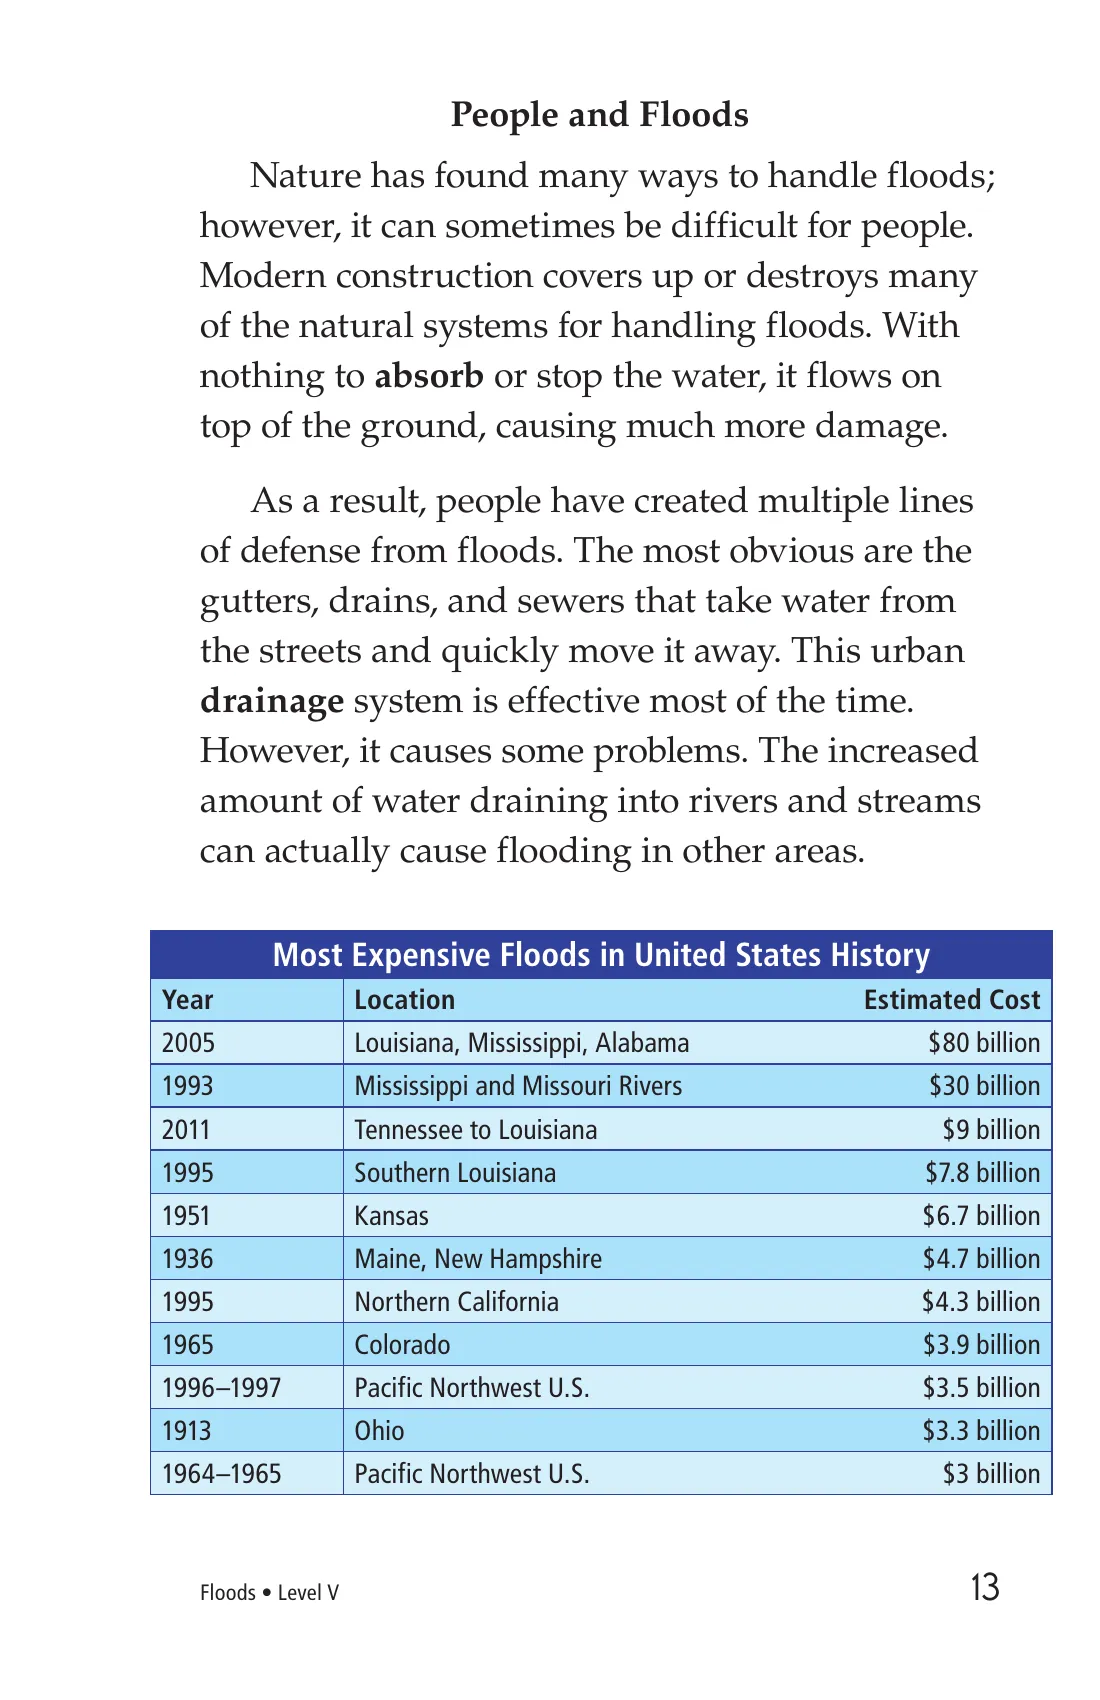 People and Floods
Nature has found many ways to handle floods;
however, it can sometimes be difficult for people.
Modern construction covers up or destroys many
of the natural systems for handling floods. With
nothing to absorb or stop the water, it flows on
top of the ground, causing much more damage.
As a result, people have created multiple lines
of defense from floods. The most obvious are the
gutters, drains, and sewers that take water from
the streets and quickly move it away. This urban
drainage system is effective most of the time.
However, it causes some problems. The increased
amount of water draining into rivers and streams
can actually cause flooding in other areas.
Most Expensive Floods in United States History
Year Location Estimated Cost
2005 Louisiana, Mississippi, Alabama $80 billion
1993 Mississippi and Missouri Rivers $30 billion
2011 Tennessee to Louisiana $9 billion
1995 Southern Louisiana $7.8 billion
1951 Kansas $6.7 billion
1936 Maine, New Hampshire $4.7 billion
1995 Northern California $4.3 billion
1965 Colorado $3.9 billion
1996–1997 Pacific Northwest U.S. $3.5 billion
1913 Ohio $3.3 billion
1964–1965 Pacific Northwest U.S. $3 billion
Floods • Level V 13